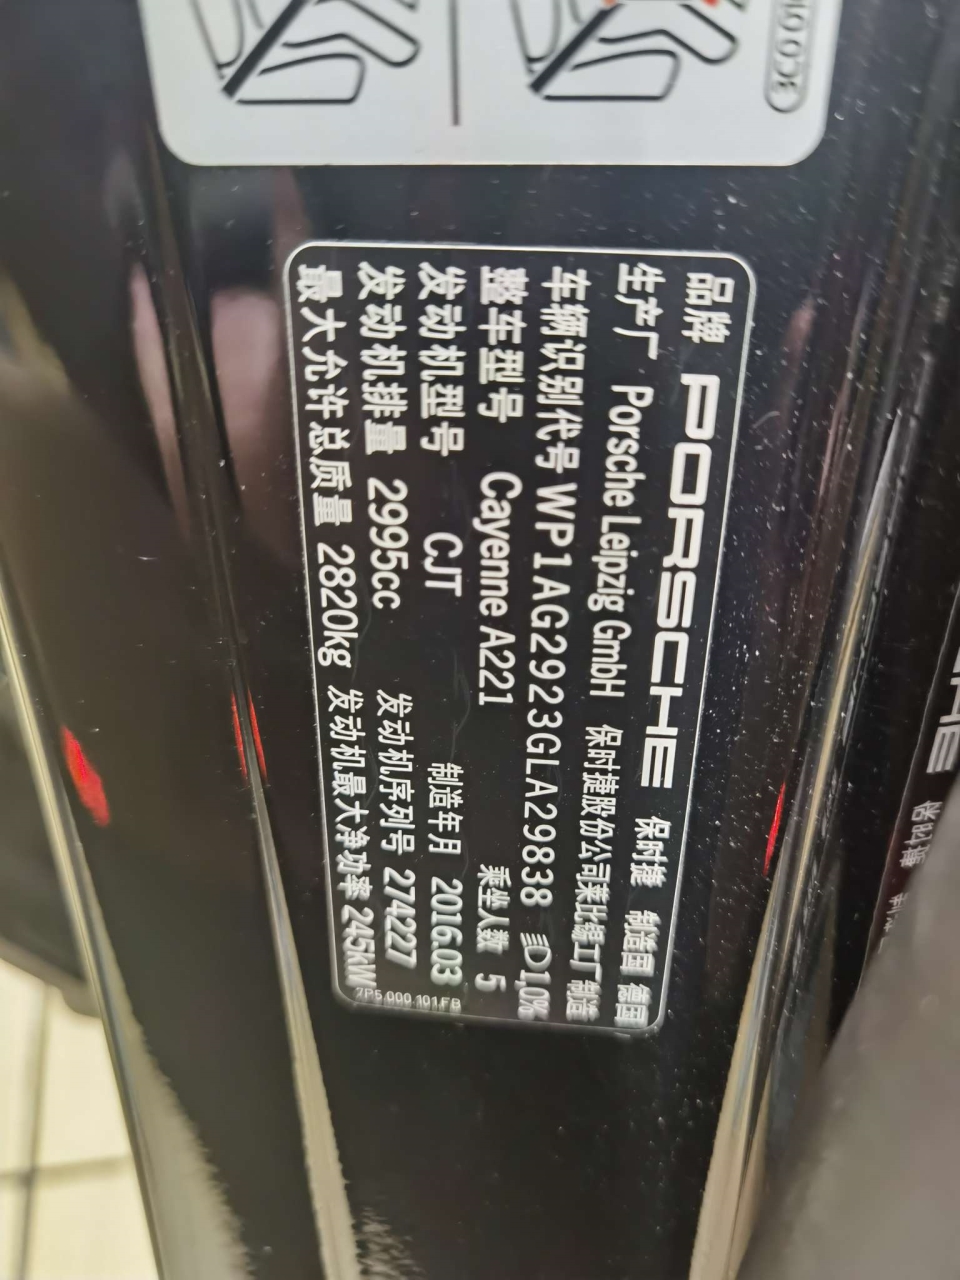 品牌 PORSCHE 保时捷 制造国 德国
生产厂 Porsche Leipzig GmbH 保时捷股份公司莱比锡工厂制造
车辆识别代号 WP1AG2923GLA29838 1,0%
整车型号 Cayenne A221 乘坐人数 5
发动机型号 CJT 制造年月 2016.03
发动机排量 2995cc 发动机序列号 274227
最大允许总质量 2820kg 发动机最大净功率 245kW
7P5.000.101.FB